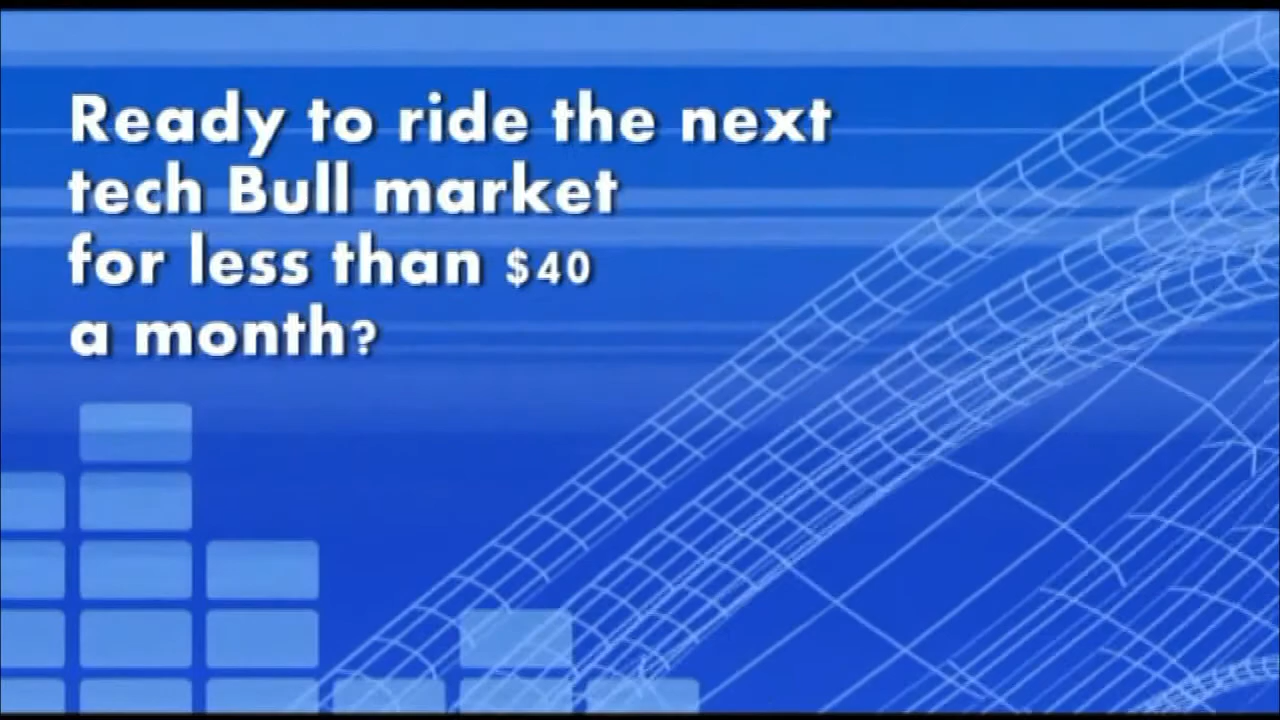 Ready to ride the next
tech Bull market
for less than $40
a month?